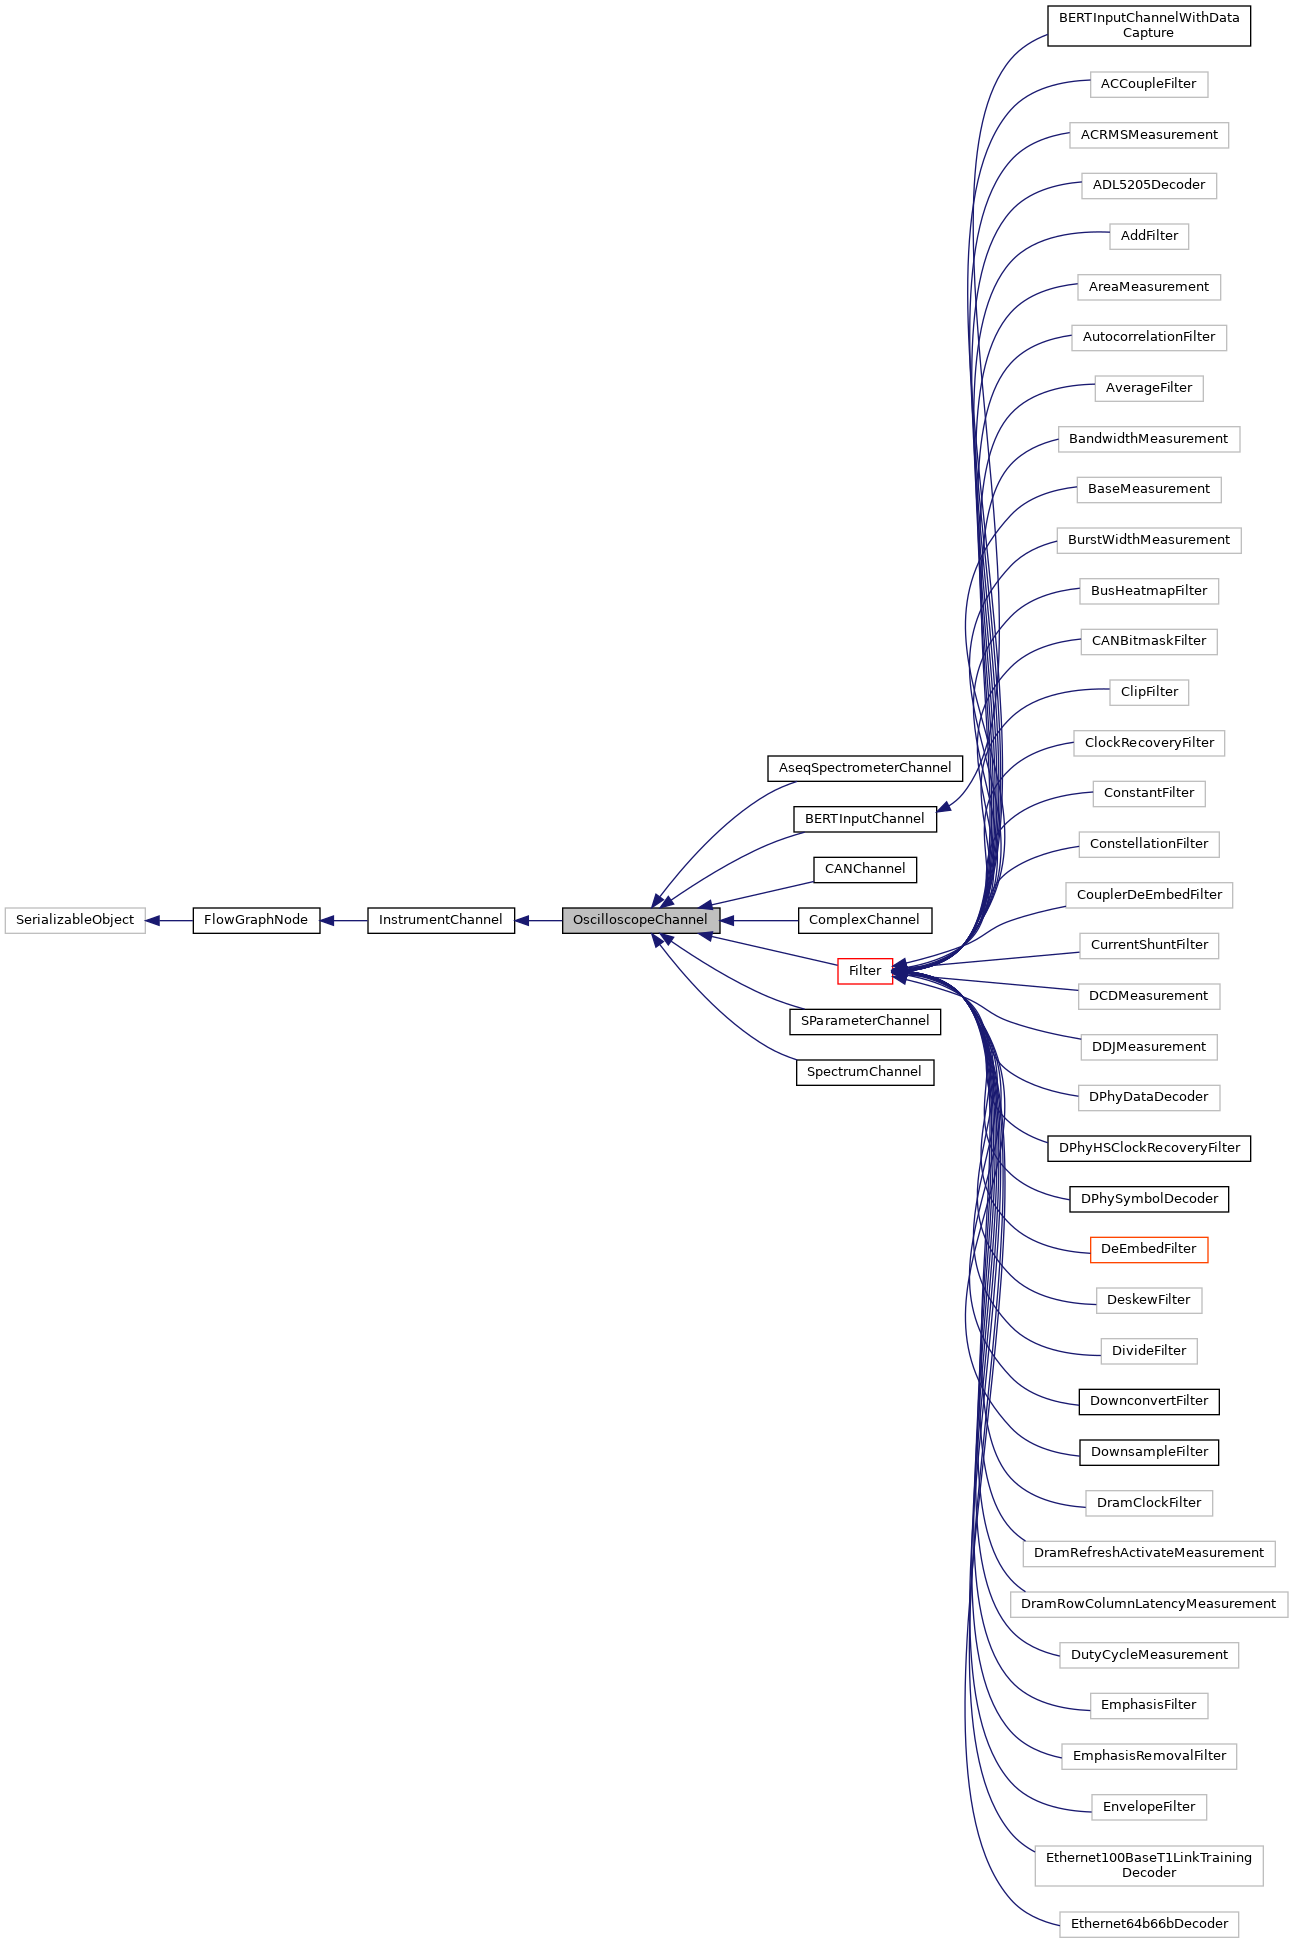 SerializableObject
FlowGraphNode
InstrumentChannel
OscilloscopeChannel
AseqSpectrometerChannel
BERTInputChannel
CANChannel
ComplexChannel
Filter
SParameterChannel
SpectrumChannel
BERTInputChannelWithData
Capture
ACCoupleFilter
ACRMSMeasurement
ADL5205Decoder
AddFilter
AreaMeasurement
AutocorrelationFilter
AverageFilter
BandwidthMeasurement
BaseMeasurement
BurstWidthMeasurement
BusHeatmapFilter
CANBitmaskFilter
ClipFilter
ClockRecoveryFilter
ConstantFilter
ConstellationFilter
CouplerDeEmbedFilter
CurrentShuntFilter
DCDMeasurement
DDJMeasurement
DPhyDataDecoder
DPhyHSClockRecoveryFilter
DPhySymbolDecoder
DeEmbedFilter
DeskewFilter
DivideFilter
DownconvertFilter
DownsampleFilter
DramClockFilter
DramRefreshActivateMeasurement
DramRowColumnLatencyMeasurement
DutyCycleMeasurement
EmphasisFilter
EmphasisRemovalFilter
EnvelopeFilter
Ethernet100BaseT1LinkTraining
Decoder
Ethernet64b66bDecoder